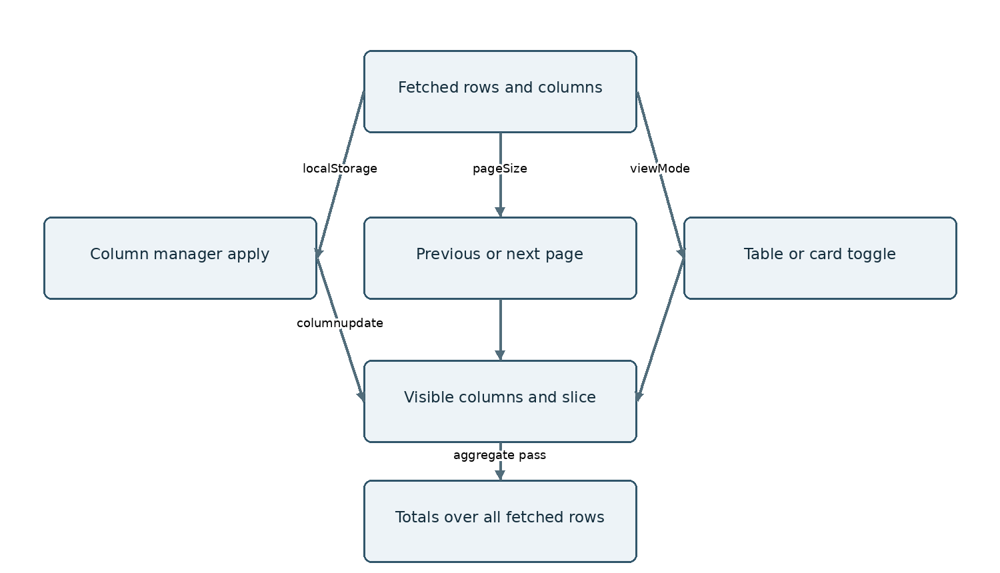 Fetched rows and columns
localStorage
pageSize
viewMode
Column manager apply
Previous or next page
Table or card toggle
columnupdate
Visible columns and slice
aggregate pass
Totals over all fetched rows